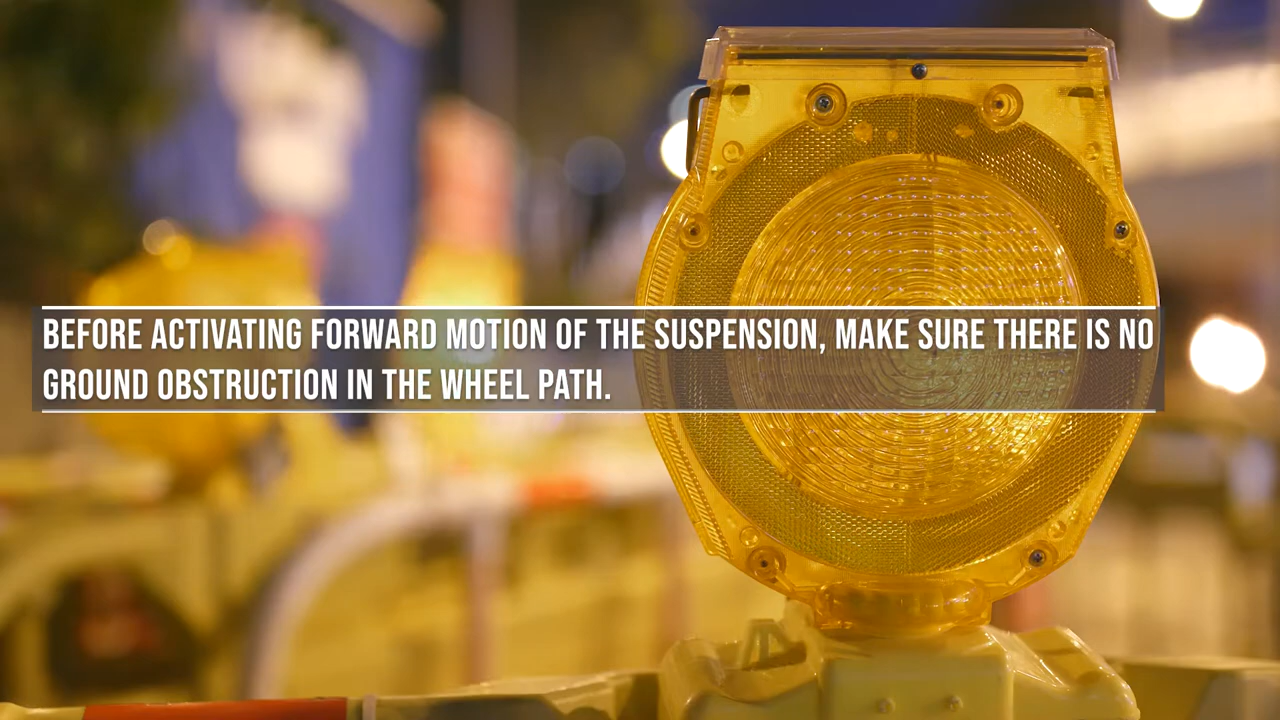 BEFORE ACTIVATING FORWARD MOTION OF THE SUSPENSION, MAKE SURE THERE IS NO
GROUND OBSTRUCTION IN THE WHEEL PATH.